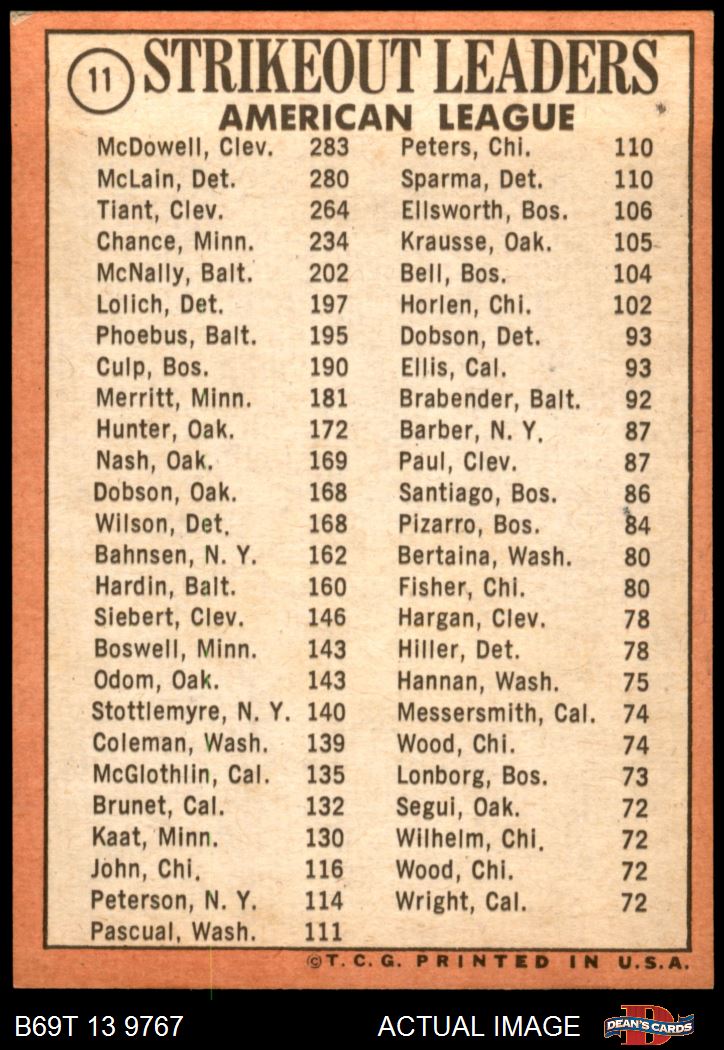 11
STRIKEOUT LEADERS
AMERICAN LEAGUE
McDowell, Clev. 283
McLain, Det. 280
Tiant, Clev. 264
Chance, Minn. 234
McNally, Balt. 202
Lolich, Det. 197
Phoebus, Balt. 195
Culp, Bos. 190
Merritt, Minn. 181
Hunter, Oak. 172
Nash, Oak. 169
Dobson, Oak. 168
Wilson, Det. 168
Bahnsen, N. Y. 162
Hardin, Balt. 160
Siebert, Clev. 146
Boswell, Minn. 143
Odom, Oak. 143
Stottlemyre, N. Y. 140
Coleman, Wash. 139
McGlothlin, Cal. 135
Brunet, Cal. 132
Kaat, Minn. 130
John, Chi. 116
Peterson, N. Y. 114
Pascual, Wash. 111
Peters, Chi. 110
Sparma, Det. 110
Ellsworth, Bos. 106
Krausse, Oak. 105
Bell, Bos. 104
Horlen, Chi. 102
Dobson, Det. 93
Ellis, Cal. 93
Brabender, Balt. 92
Barber, N. Y. 87
Paul, Clev. 87
Santiago, Bos. 86
Pizarro, Bos. 84
Bertaina, Wash. 80
Fisher, Chi. 80
Hargan, Clev. 78
Hiller, Det. 78
Hannan, Wash. 75
Messersmith, Cal. 74
Wood, Chi. 74
Lonborg, Bos. 73
Segui, Oak. 72
Wilhelm, Chi. 72
Wood, Chi. 72
Wright, Cal. 72
©T. C. G. PRINTED IN U.S.A.
B69T 13 9767
ACTUAL IMAGE
D
DEAN'S CARDS